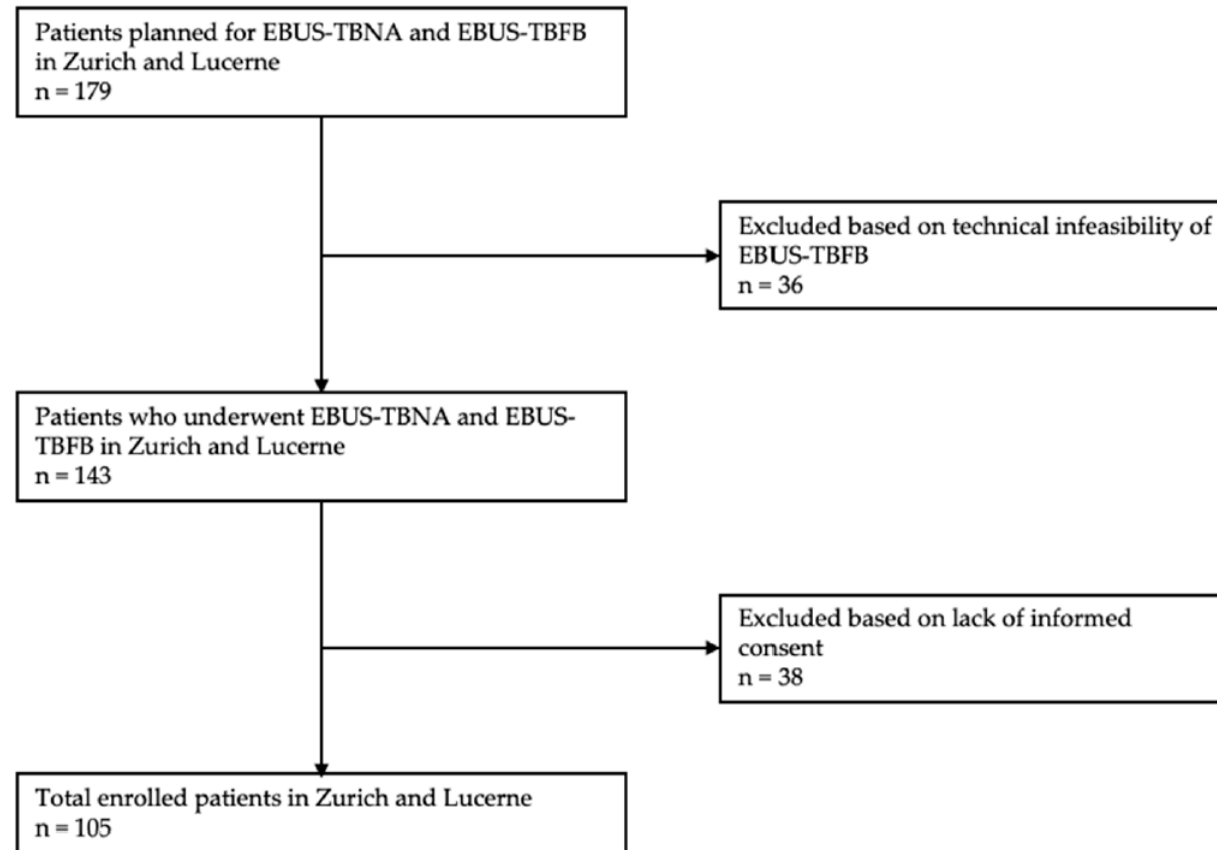 Patients planned for EBUS-TBNA and EBUS-TBFB
in Zurich and Lucerne
n = 179
Excluded based on technical infeasibility of
EBUS-TBFB
n = 36
Patients who underwent EBUS-TBNA and EBUS-
TBFB in Zurich and Lucerne
n = 143
Excluded based on lack of informed
consent
n = 38
Total enrolled patients in Zurich and Lucerne
n = 105